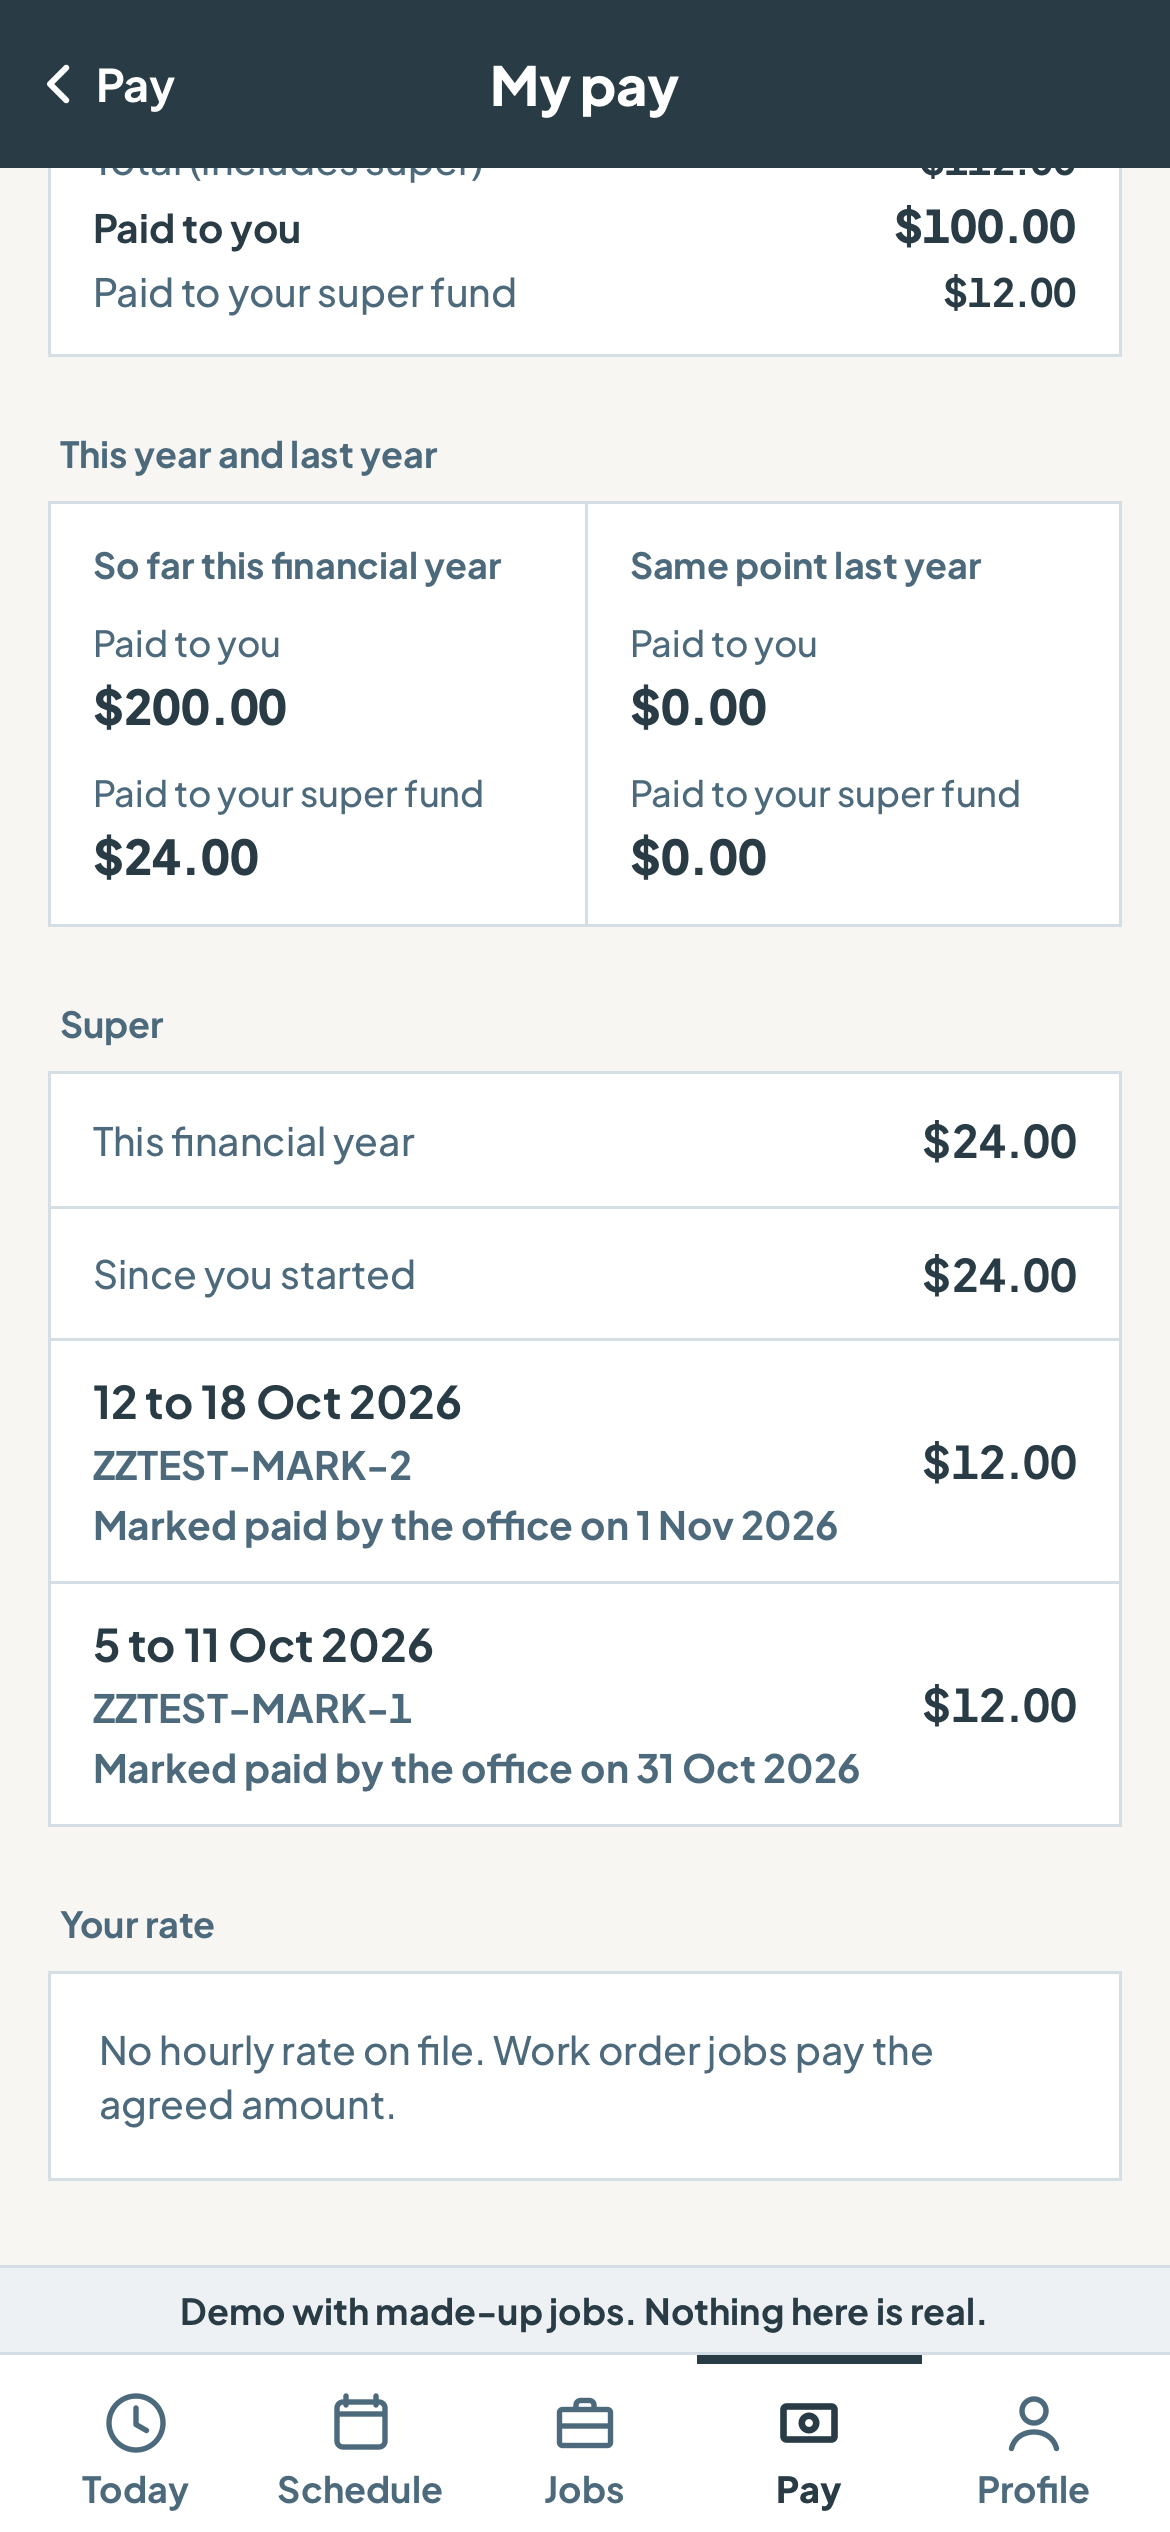 Pay
My pay
Total (includes super)
$112.00
Paid to you
$100.00
Paid to your super fund
$12.00
This year and last year
So far this financial year
Same point last year
Paid to you
Paid to you
$200.00
$0.00
Paid to your super fund
Paid to your super fund
$24.00
$0.00
Super
This financial year
$24.00
Since you started
$24.00
12 to 18 Oct 2026
ZZTEST-MARK-2
$12.00
Marked paid by the office on 1 Nov 2026
5 to 11 Oct 2026
ZZTEST-MARK-1
$12.00
Marked paid by the office on 31 Oct 2026
Your rate
No hourly rate on file. Work order jobs pay the
agreed amount.
Demo with made-up jobs. Nothing here is real.
Today
Schedule
Jobs
Pay
Profile